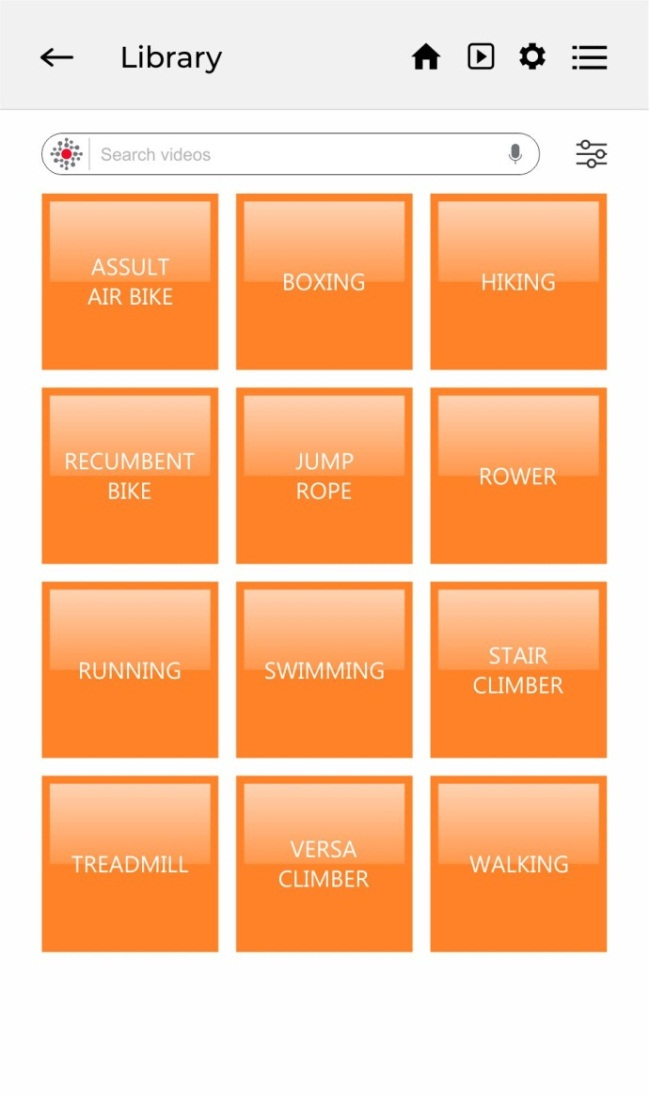 Library
Search videos
ASSULT
AIR BIKE
BOXING
HIKING
RECUMBENT
BIKE
JUMP
ROPE
ROWER
RUNNING
SWIMMING
STAIR
CLIMBER
TREADMILL
VERSA
CLIMBER
WALKING